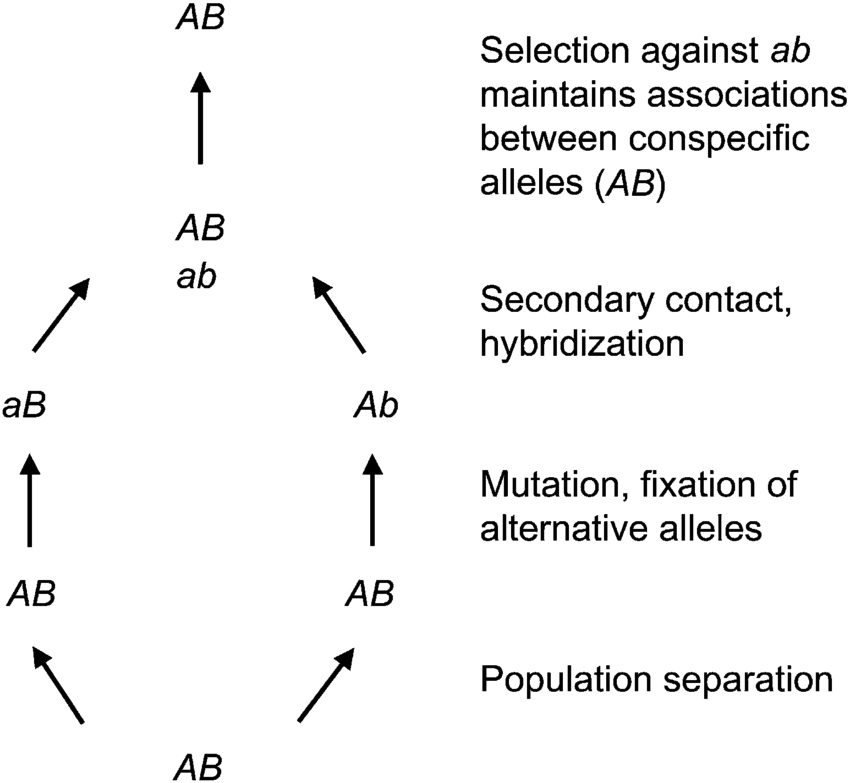 AB
Selection against ab
maintains associations
between conspecific
alleles (AB)
AB
ab
Secondary contact,
hybridization
aB
Ab
Mutation, fixation of
alternative alleles
AB
AB
Population separation
AB